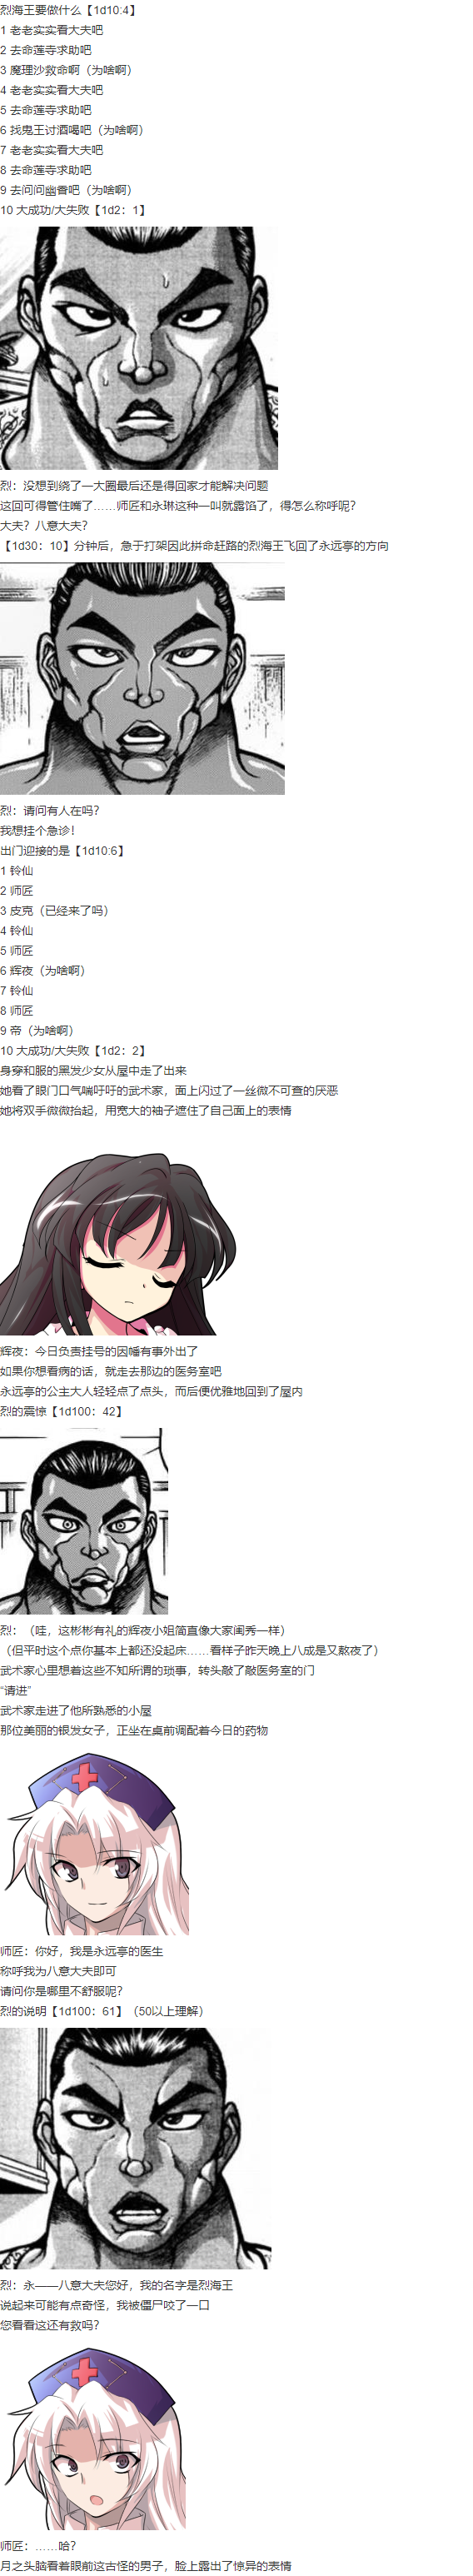 烈海王要做什么【1d10:4】
1 老老实实看大夫吧
2 去命莲寺求助吧
3 魔理沙救命啊（为啥啊）
4 老老实实看大夫吧
5 去命莲寺求助吧
6 找鬼王讨酒喝吧（为啥啊）
7 老老实实看大夫吧
8 去命莲寺求助吧
9 去问问幽香吧（为啥啊）
10 大成功/大失败【1d2：1】
烈：没想到绕了一大圈最后还是得回家才能解决问题
这回可得管住嘴了……师匠和永琳这种一叫就露馅了，得怎么称呼呢？
大夫？八意大夫？
【1d30：10】分钟后，急于打架因此拼命赶路的烈海王飞回了永远亭的方向
烈：请问有人在吗？
我想挂个急诊！
出门迎接的是【1d10:6】
1 铃仙
2 师匠
3 皮克（已经来了吗）
4 铃仙
5 师匠
6 辉夜（为啥啊）
7 铃仙
8 师匠
9 帝（为啥啊）
10 大成功/大失败【1d2：2】
身穿和服的黑发少女从屋中走了出来
她看了眼门口气喘吁吁的武术家，面上闪过了一丝微不可查的厌恶
她将双手微微抬起，用宽大的袖子遮住了自己面上的表情
辉夜：今日负责挂号的因幡有事外出了
如果你想看病的话，就走去那边的医务室吧
永远亭的公主大人轻轻点了点头，而后便优雅地回到了屋内
烈的震惊【1d100：42】
烈：（哇，这彬彬有礼的辉夜小姐简直像大家闺秀一样）
（但平时这个点你基本上都还没起床……看样子昨天晚上八成是又熬夜了）
武术家心里想着这些不知所谓的琐事，转头敲了敲医务室的门
“请进”
武术家走进了他所熟悉的小屋
那位美丽的银发女子，正坐在桌前调配着今日的药物
师匠：你好，我是永远亭的医生
称呼我为八意大夫即可
请问你是哪里不舒服呢？
烈的说明【1d100：61】（50以上理解）
烈：永——八意大夫您好，我的名字是烈海王
说起来可能有点奇怪，我被僵尸咬了一口
您看看这还有救吗？
师匠：……哈？
月之头脑看着眼前这古怪的男子，脸上露出了惊异的表情